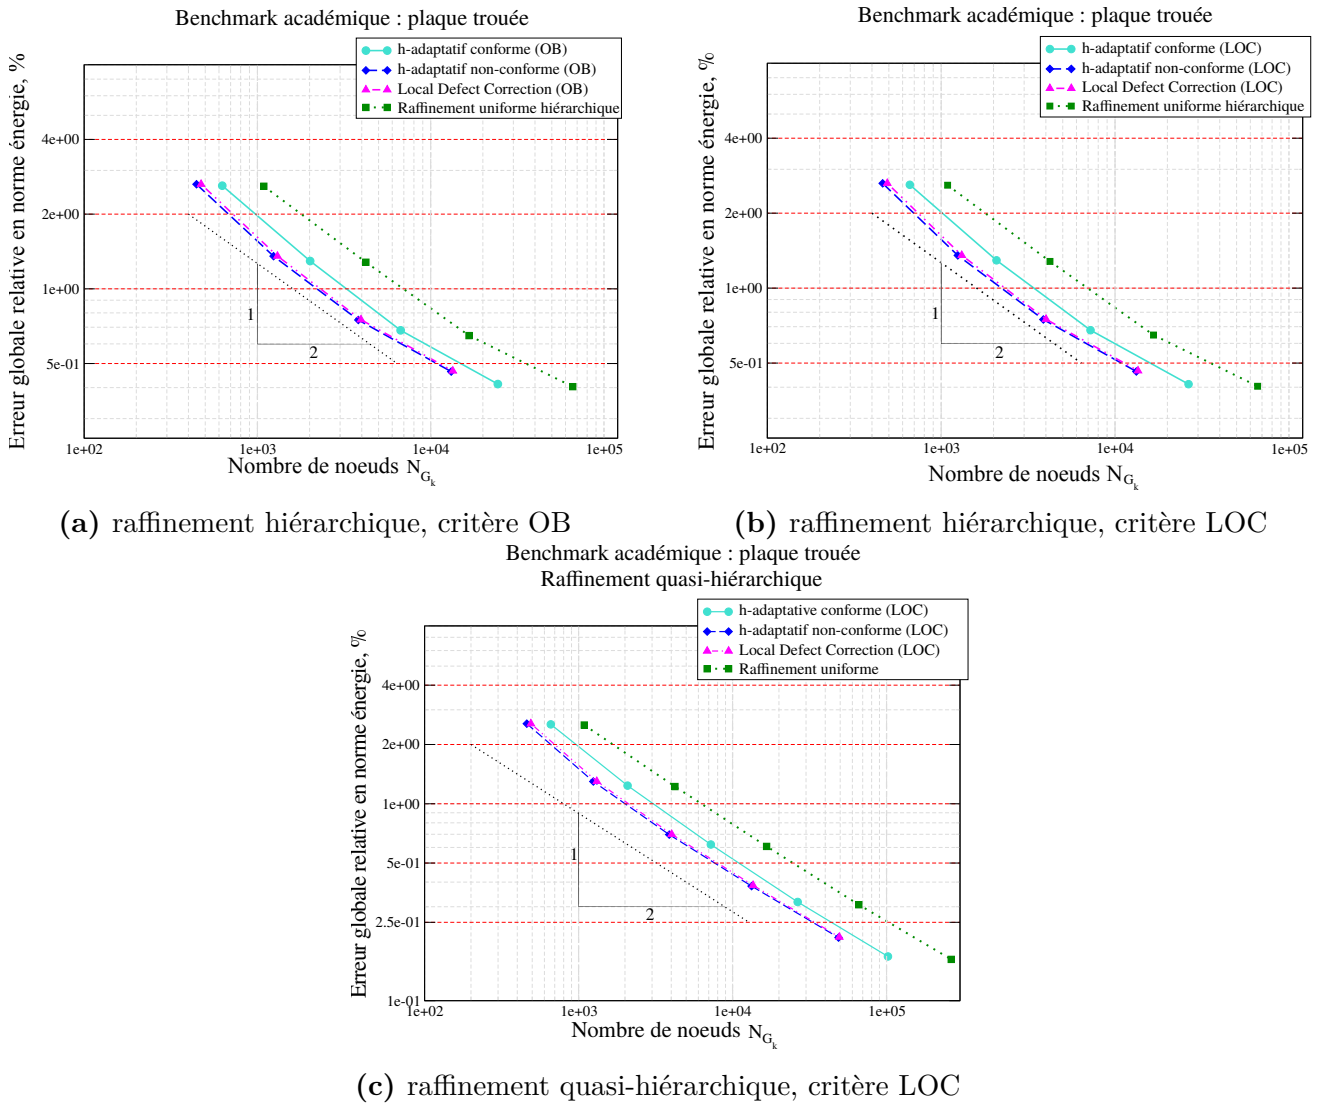 Benchmark académique : plaque trouée
h-adaptatif conforme (OB)
h-adaptatif non-conforme (OB)
Local Defect Correction (OB)
Raffinement uniforme hiérarchique
Erreur globale relative en norme énergie, %
4e+00
2e+00
1e+00
5e-01
1
2
1e+02
1e+03
1e+04
1e+05
Nombre de noeuds N_{G_k}
(a) raffinement hiérarchique, critère OB
Benchmark académique : plaque trouée
h-adaptatif conforme (LOC)
h-adaptatif non-conforme (LOC)
Local Defect Correction (LOC)
Raffinement uniforme hiérarchique
Erreur globale relative en norme énergie, %
4e+00
2e+00
1e+00
5e-01
1
2
1e+02
1e+03
1e+04
1e+05
Nombre de noeuds N_{G_k}
(b) raffinement hiérarchique, critère LOC
Benchmark académique : plaque trouée
Raffinement quasi-hiérarchique
h-adaptative conforme (LOC)
h-adaptatif non-conforme (LOC)
Local Defect Correction (LOC)
Raffinement uniforme
Erreur globale relative en norme énergie, %
4e+00
2e+00
1e+00
5e-01
2.5e-01
1e-01
1
2
1e+02
1e+03
1e+04
1e+05
Nombre de noeuds N_{G_k}
(c) raffinement quasi-hiérarchique, critère LOC